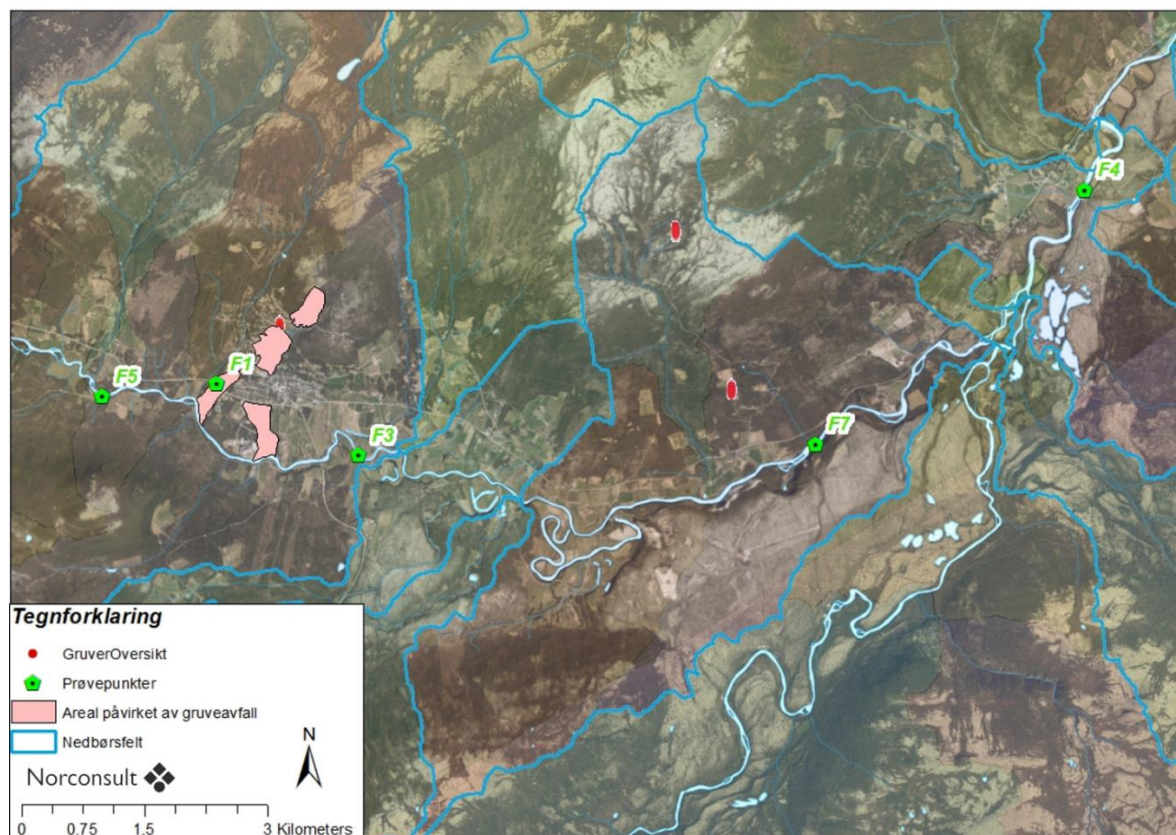 F4
F1
F5
F3
F7
Tegnforklaring
GruverOversikt
Prøvepunkter
Areal påvirket av gruveavfall
Nedbørsfelt
N
Norconsult
0 0.75 1.5 3 Kilometers